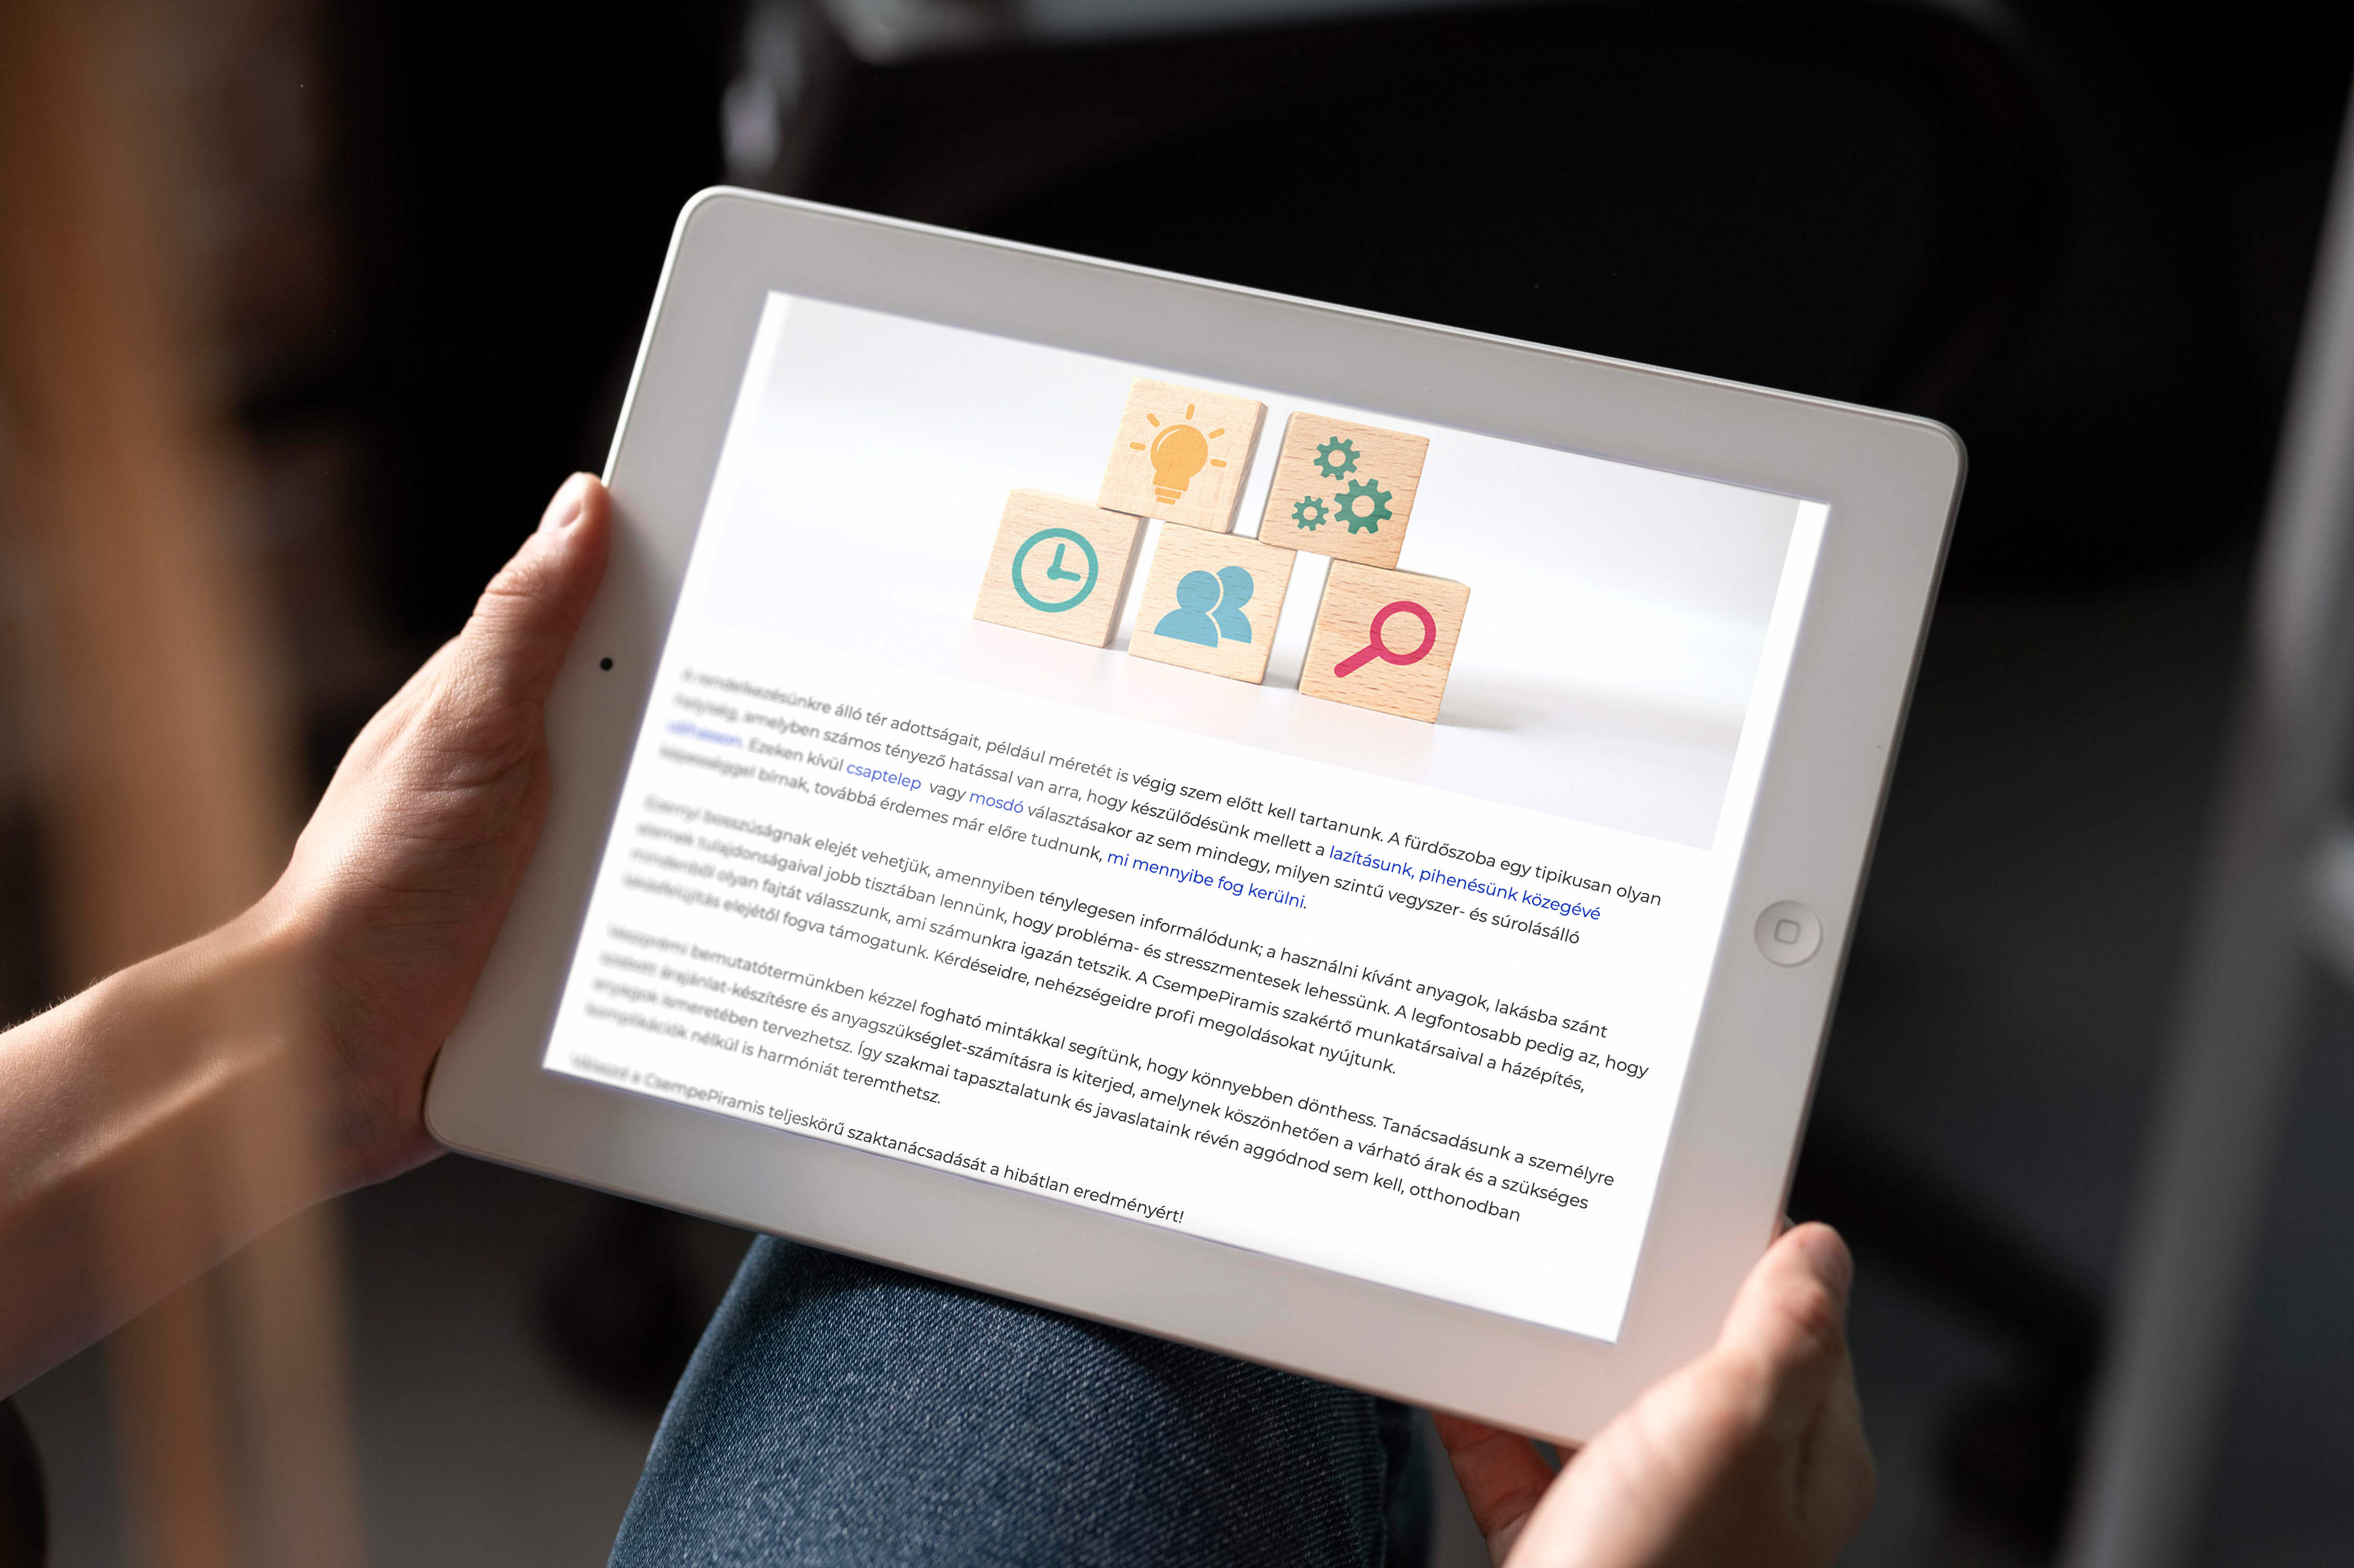 A rendelkezésünkre álló tér adottságait, például méretét is végig szem előtt kell tartanunk. A fürdőszoba egy tipikusan olyan
helyiség, amelyben számos tényező hatással van arra, hogy készülődésünk mellett a lazításunk, pihenésünk közegévé
válhasson. Ezeken kívül csaptelep vagy mosdó választásakor az sem mindegy, milyen szintű vegyszer- és súrolásálló
képességgel bírnak, továbbá érdemes már előre tudnunk, mi mennyibe fog kerülni.
Ezernyi bosszúságnak elejét vehetjük, amennyiben ténylegesen informálódunk; a használni kívánt anyagok, lakásba szánt
elemek tulajdonságaival jobb tisztában lennünk, hogy probléma- és stresszmentesek lehessünk. A legfontosabb pedig az, hogy
mindenből olyan fajtát válasszunk, ami számunkra igazán tetszik. A CsempePiramis szakértő munkatársaival a házépítés,
lakásfelújítás elejétől fogva támogatunk. Kérdéseidre, nehézségeidre profi megoldásokat nyújtunk.
Veszprémi bemutatótermünkben kézzel fogható mintákkal segítünk, hogy könnyebben dönthess. Tanácsadásunk a személyre
szabott árajánlat-készítésre és anyagszükséglet-számításra is kiterjed, amelynek köszönhetően a várható árak és a szükséges
anyagok ismeretében tervezhetsz. Így szakmai tapasztalatunk és javaslataink révén aggódnod sem kell, otthonodban
komplikációk nélkül is harmóniát teremthetsz.
Válaszd a CsempePiramis teljeskörű szaktanácsadását a hibátlan eredményért!